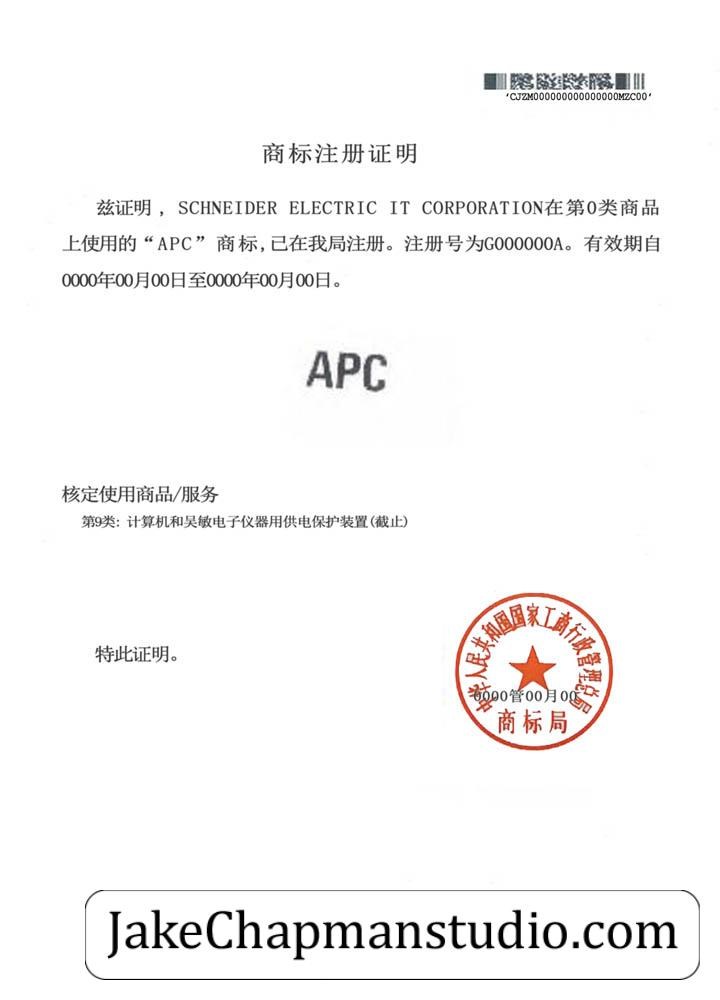 'CJZM000000000000000MZC00'
商标注册证明
兹证明，SCHNEIDER ELECTRIC IT CORPORATION在第0类商品
上使用的“APC”商标,已在我局注册。注册号为G000000A。有效期自
0000年00月00日至0000年00月00日。
APC
核定使用商品/服务
第9类: 计算机和吴敏电子仪器用供电保护装置(截止)
特此证明。
中华人民共和国国家工商行政管理总局
0000管00月00
商标局
JakeChapmanstudio.com